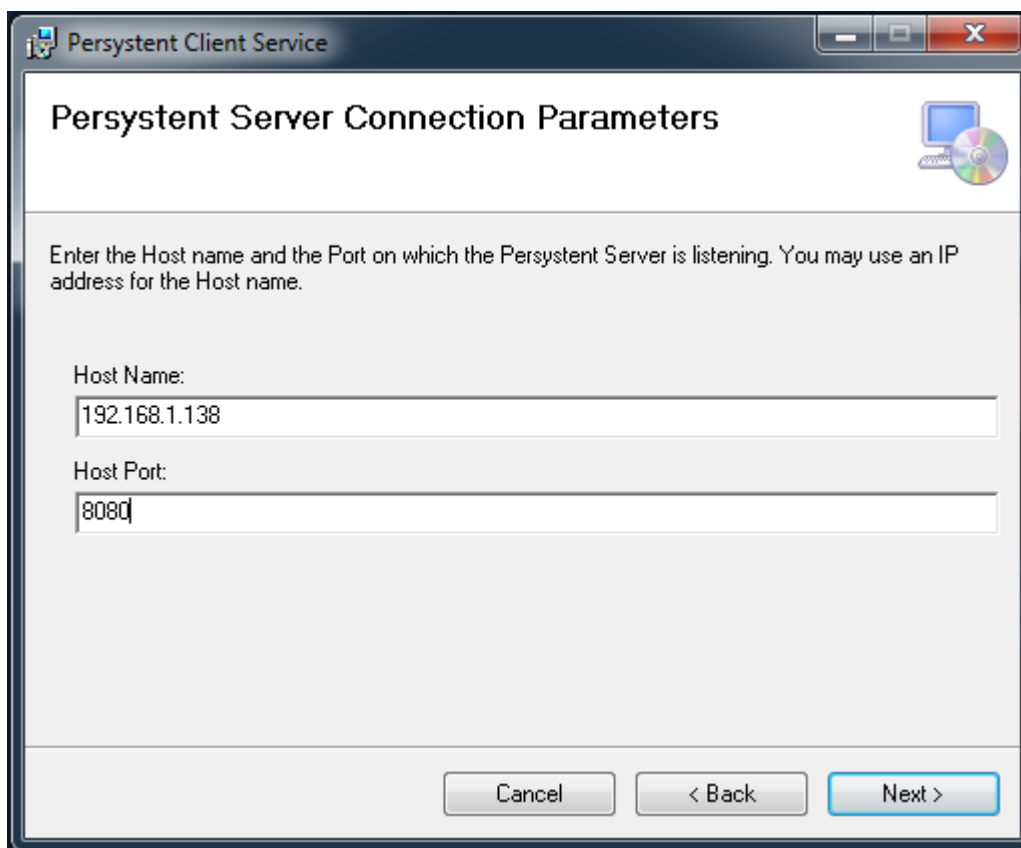 Persystent Client Service
Persystent Server Connection Parameters
Enter the Host name and the Port on which the Persystent Server is listening. You may use an IP
address for the Host name.
Host Name:
192.168.1.138
Host Port:
8080
Cancel
< Back
Next >